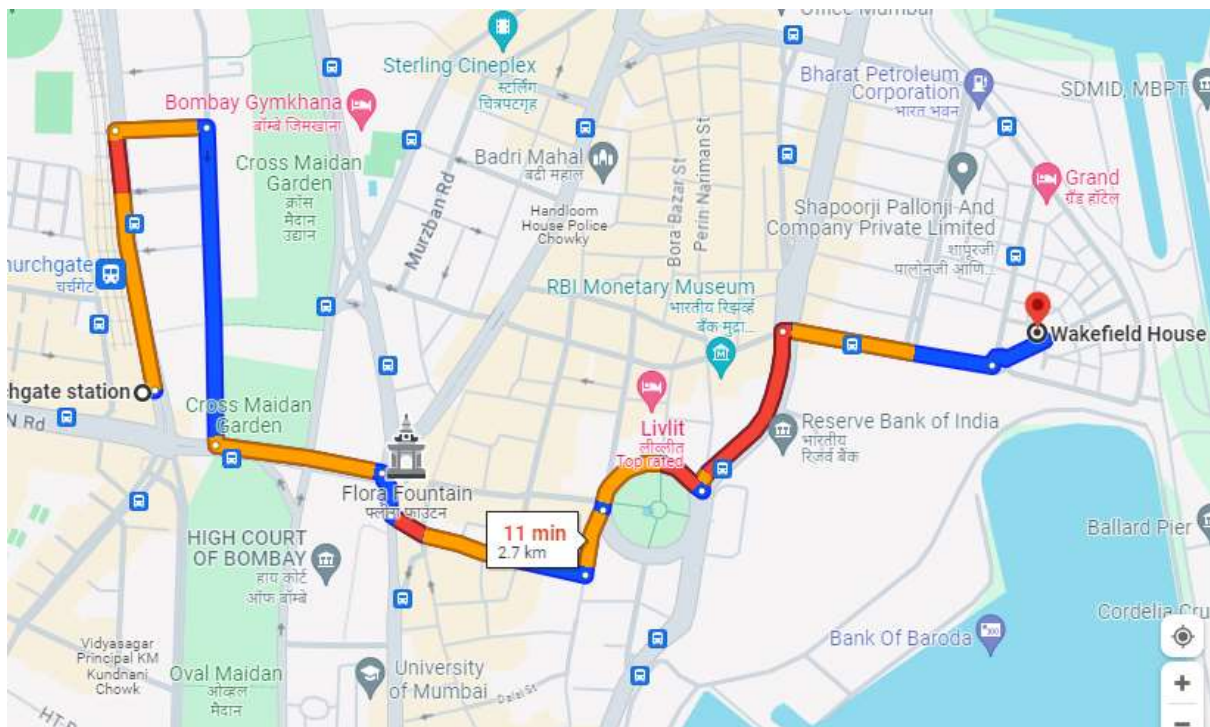 Office Mumbai
Sterling Cineplex
स्टर्लिंग
चित्रपटगृह
Bharat Petroleum
Corporation
भारत भवन
SDMID, MBPT
Bombay Gymkhana
बॉम्बे जिमखाना
Badri Mahal
बद्री महाल
Cross Maidan
Garden
क्रॉस
मैदान
उद्यान
Murzban Rd
Handloom
House Police
Chowky
Bora Bazar St
Perin Nariman St
Grand
ग्रँड हॉटेल
Shapoorji Pallonji And
Company Private Limited
शापूरजी
पालोनजी आणि...
hurchgate
चर्चगेट
RBI Monetary Museum
भारतीय रिझर्व्ह
बँक मुद्रा...
Wakefield House
chgate station
N Rd
Cross Maidan
Garden
Livlit
लीव्लीत
Top rated
Reserve Bank of India
भारतीय
रिज़र्व बैंक
Flora Fountain
फ्लोरा फाउंटन
11 min
2.7 km
HIGH COURT
OF BOMBAY
हाय कोर्ट
ऑफ बॉम्बे
Ballard Pier
Vidyasagar
Principal KM
Kundnani
Chowk
Oval Maidan
ओव्हल
मैदान
University
of Mumbai
Dalal St
Bank Of Baroda
Cordelia Cru